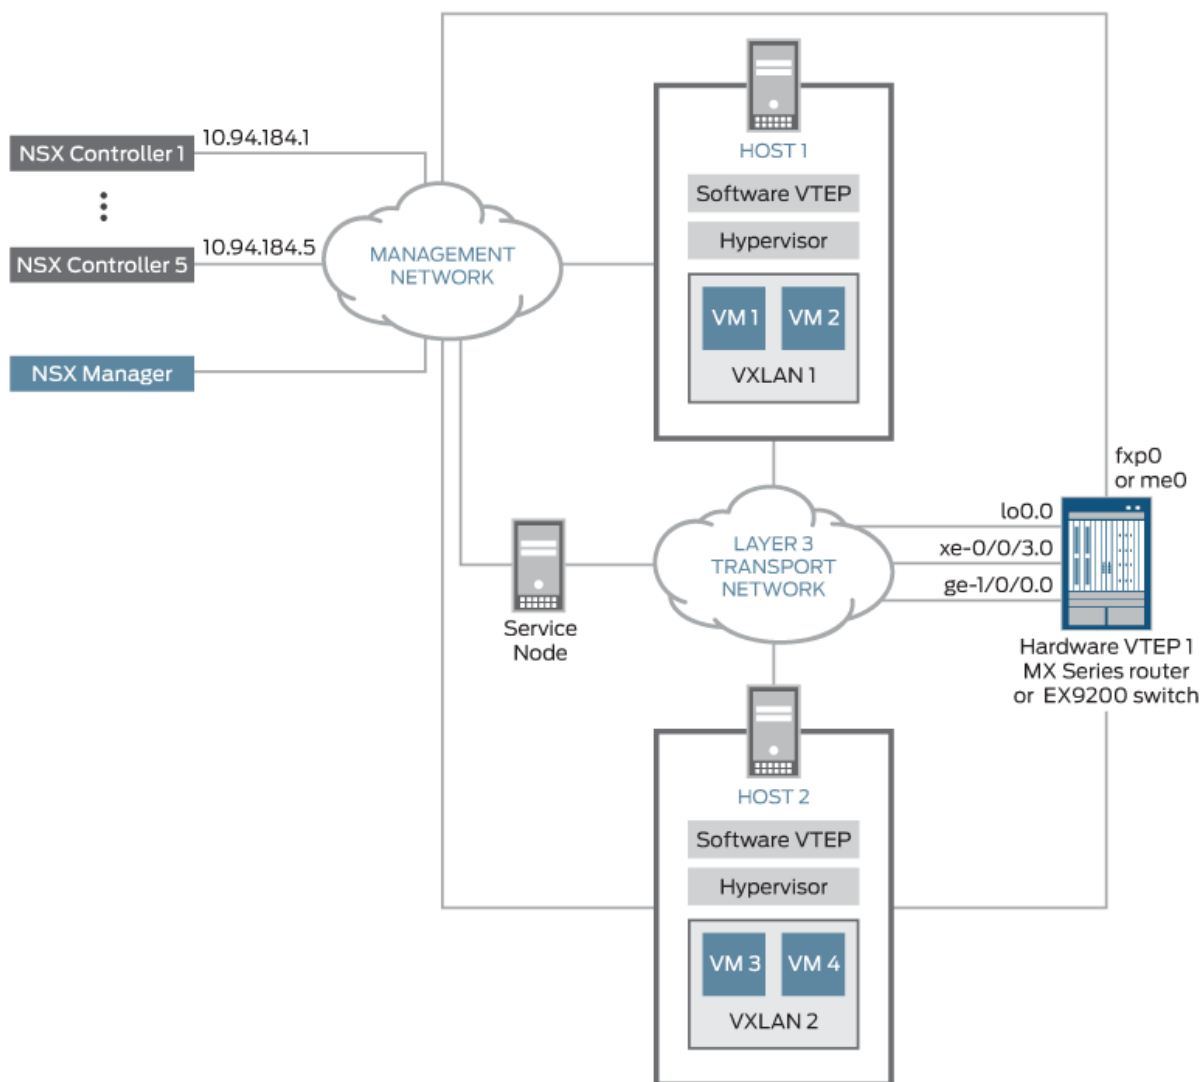 NSX Controller 1
10.94.184.1
NSX Controller 5
10.94.184.5
NSX Manager
MANAGEMENT
NETWORK
HOST 1
Software VTEP
Hypervisor
VM 1
VM 2
VXLAN 1
fxp0
or me0
lo0.0
xe-0/0/3.0
ge-1/0/0.0
LAYER 3
TRANSPORT
NETWORK
Service
Node
Hardware VTEP 1
MX Series router
or EX9200 switch
HOST 2
Software VTEP
Hypervisor
VM 3
VM 4
VXLAN 2